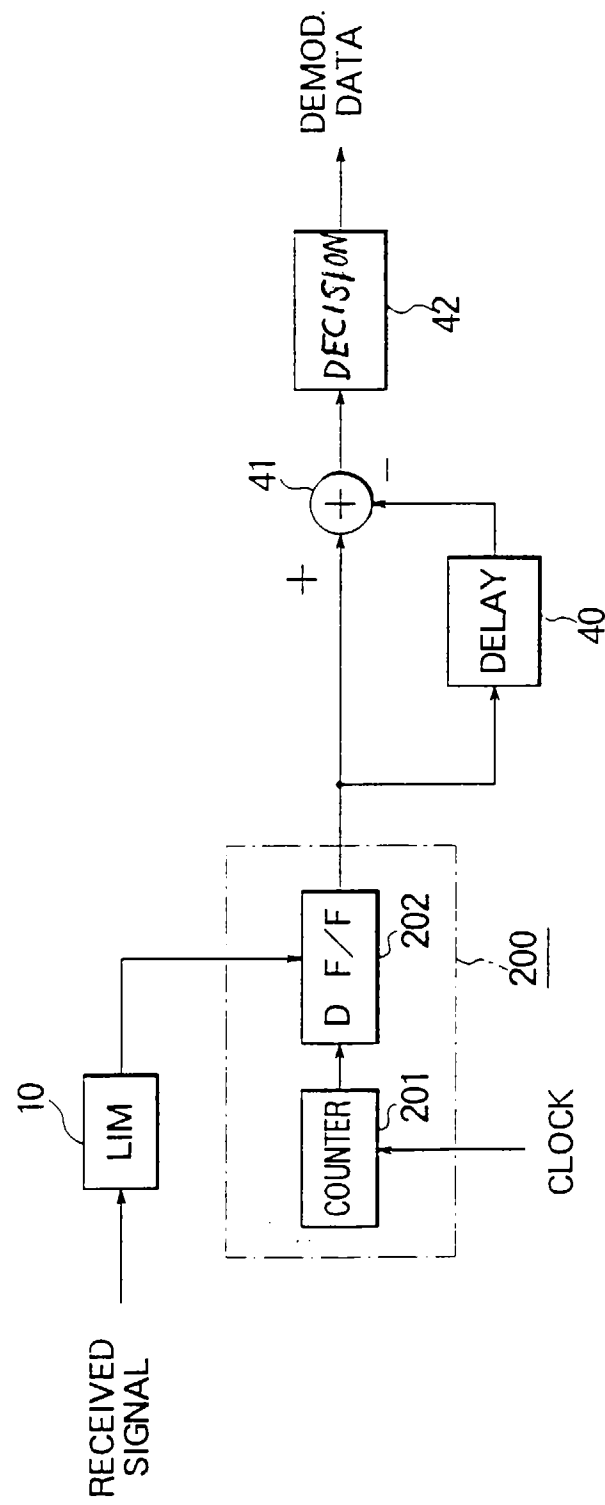 RECEIVED
SIGNAL
10
LIM
COUNTER
201
CLOCK
D F/F
202
200
+
41
+
−
DELAY
40
DECISION
42
DEMOD.
DATA